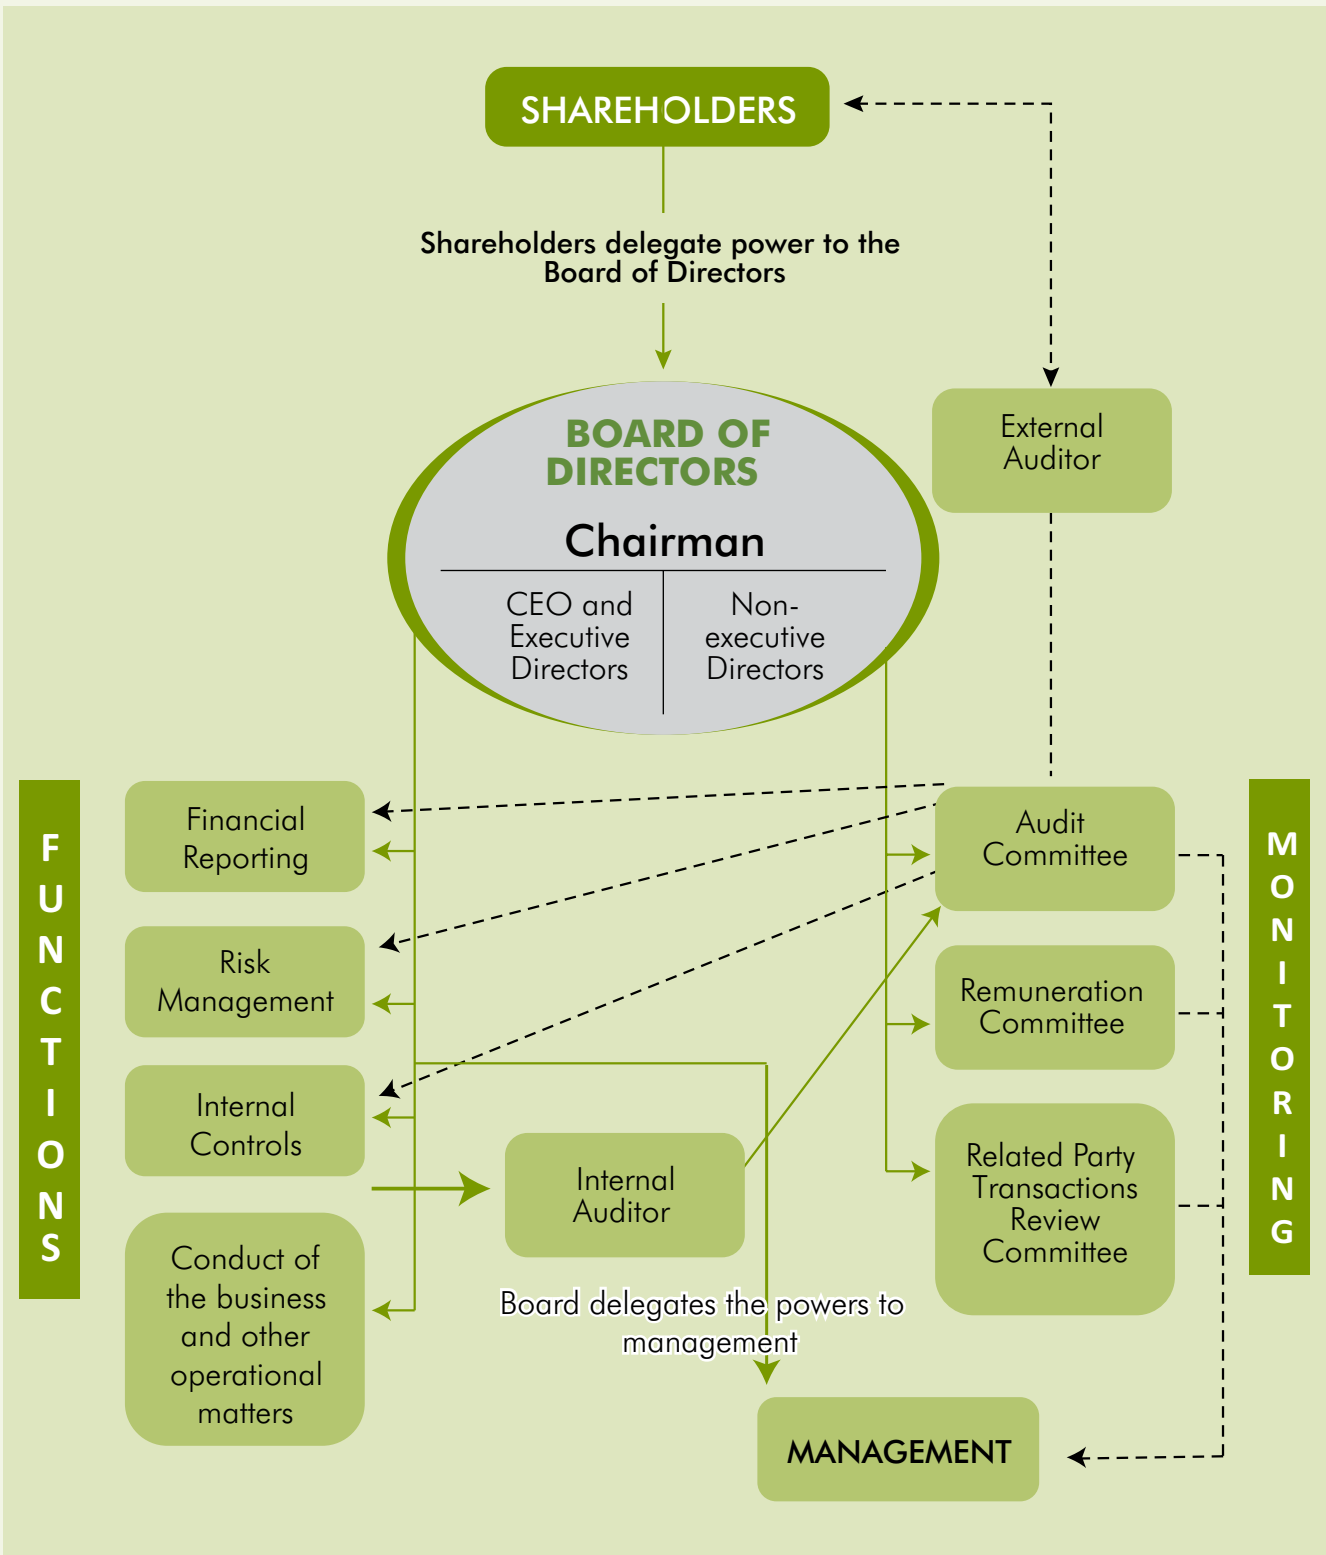 SHAREHOLDERS
Shareholders delegate power to the
Board of Directors
External
Auditor
BOARD OF
DIRECTORS
Chairman
CEO and
Executive
Directors
Non-
executive
Directors
FUNCTIONS
Financial
Reporting
Risk
Management
Internal
Controls
Conduct of
the business
and other
operational
matters
Internal
Auditor
Audit
Committee
Remuneration
Committee
Related Party
Transactions
Review
Committee
MONITORING
Board delegates the powers to
management
MANAGEMENT